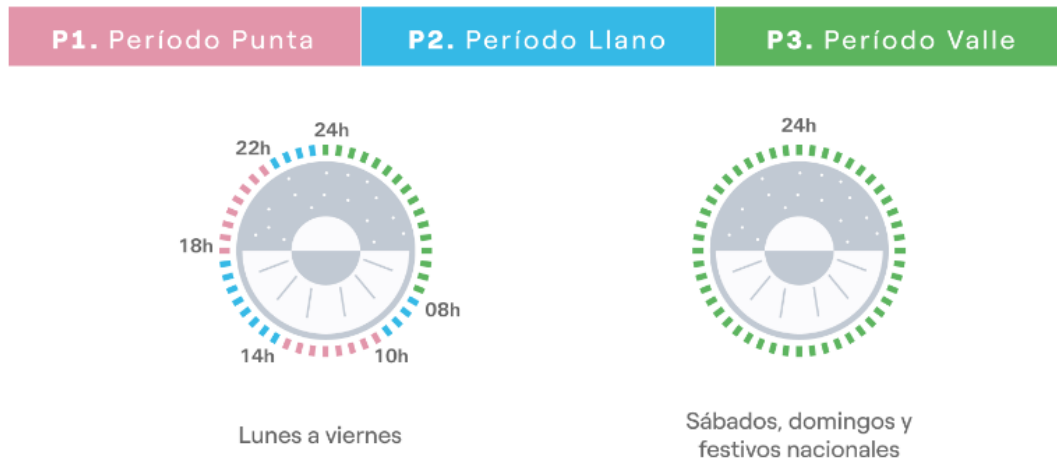 P1. Período Punta
P2. Período Llano
P3. Período Valle
24h
22h
18h
08h
14h
10h
Lunes a viernes
24h
Sábados, domingos y
festivos nacionales